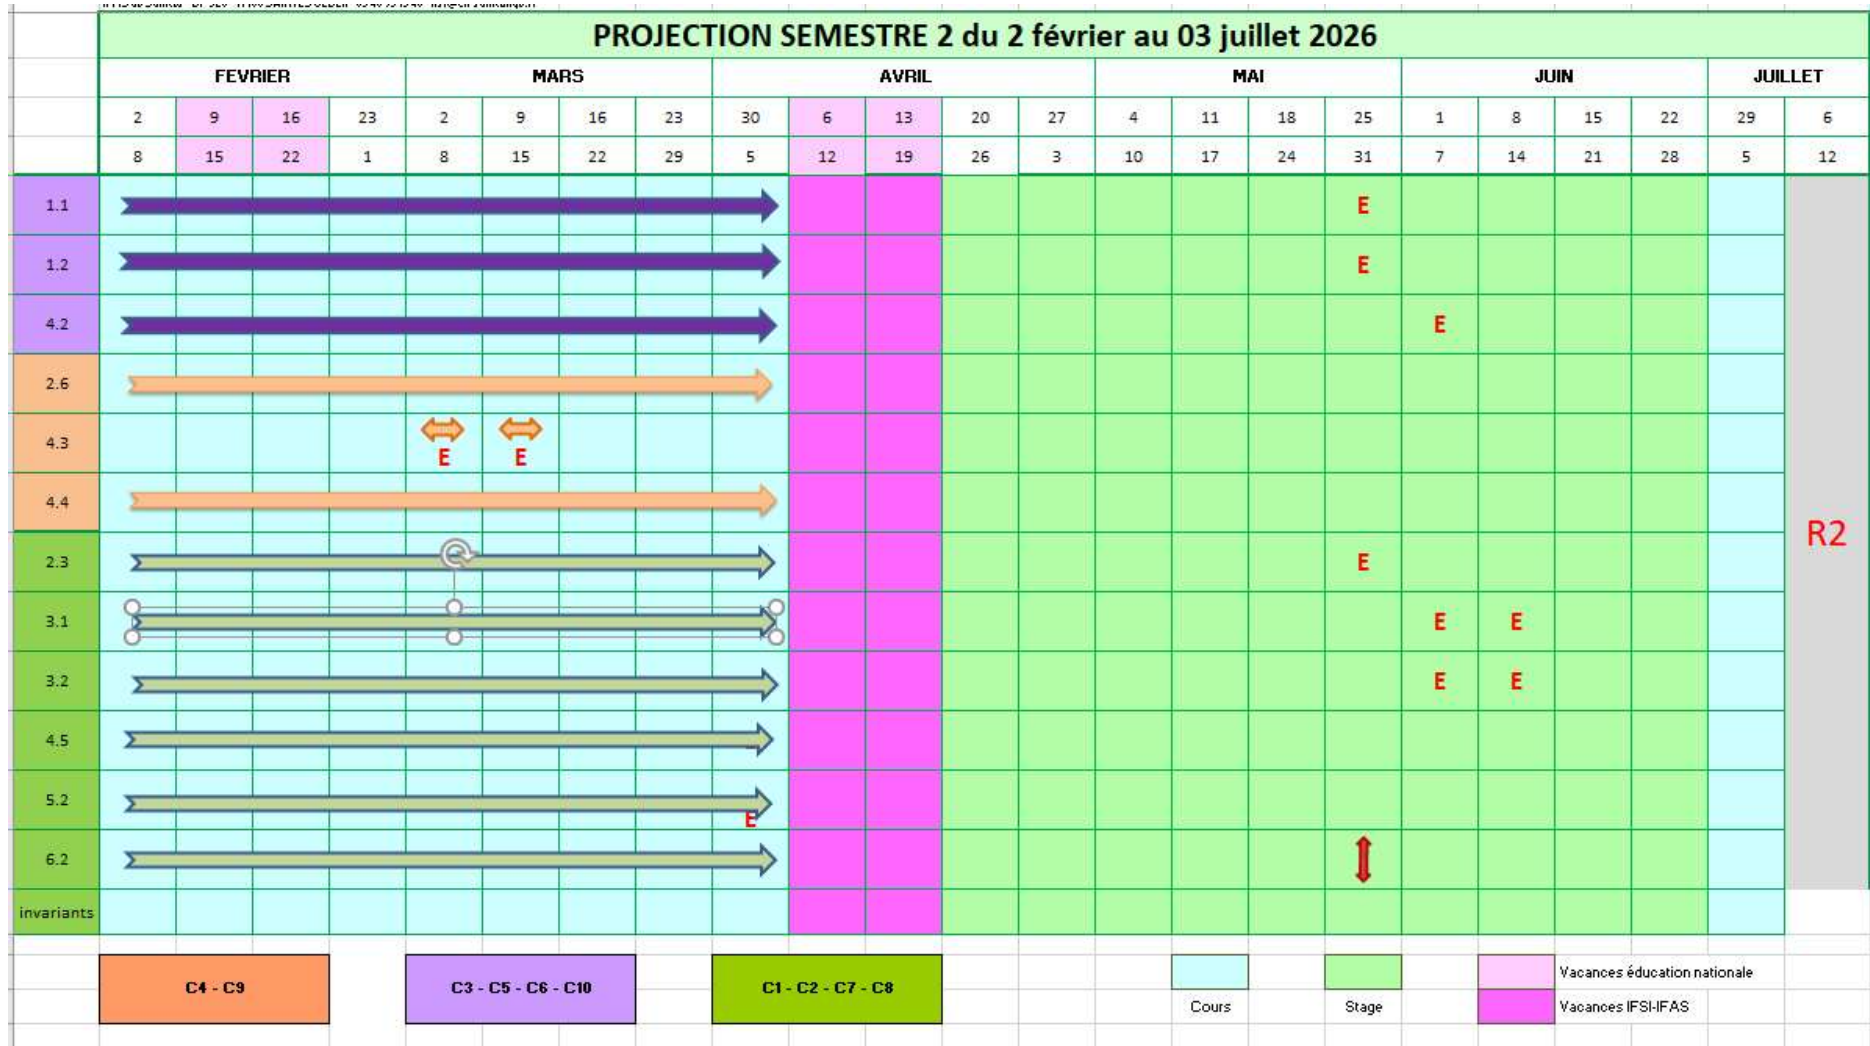 PROJECTION SEMESTRE 2 du 2 février au 03 juillet 2026
FEVRIER MARS AVRIL MAI JUIN JUILLET
2 9 16 23 2 9 16 23 30 6 13 20 27 4 11 18 25 1 8 15 22 29 6
8 15 22 1 8 15 22 29 5 12 19 26 3 10 17 24 31 7 14 21 28 5 12
1.1 E
1.2 E
4.2 E
2.6
4.3 E E
4.4
R2
2.3 E
3.1 E E
3.2 E E
4.5
5.2 E
6.2
invariants
C4 - C9 C3 - C5 - C6 - C10 C1 - C2 - C7 - C8
Vacances éducation nationale
Cours Stage Vacances IFSI-IFAS